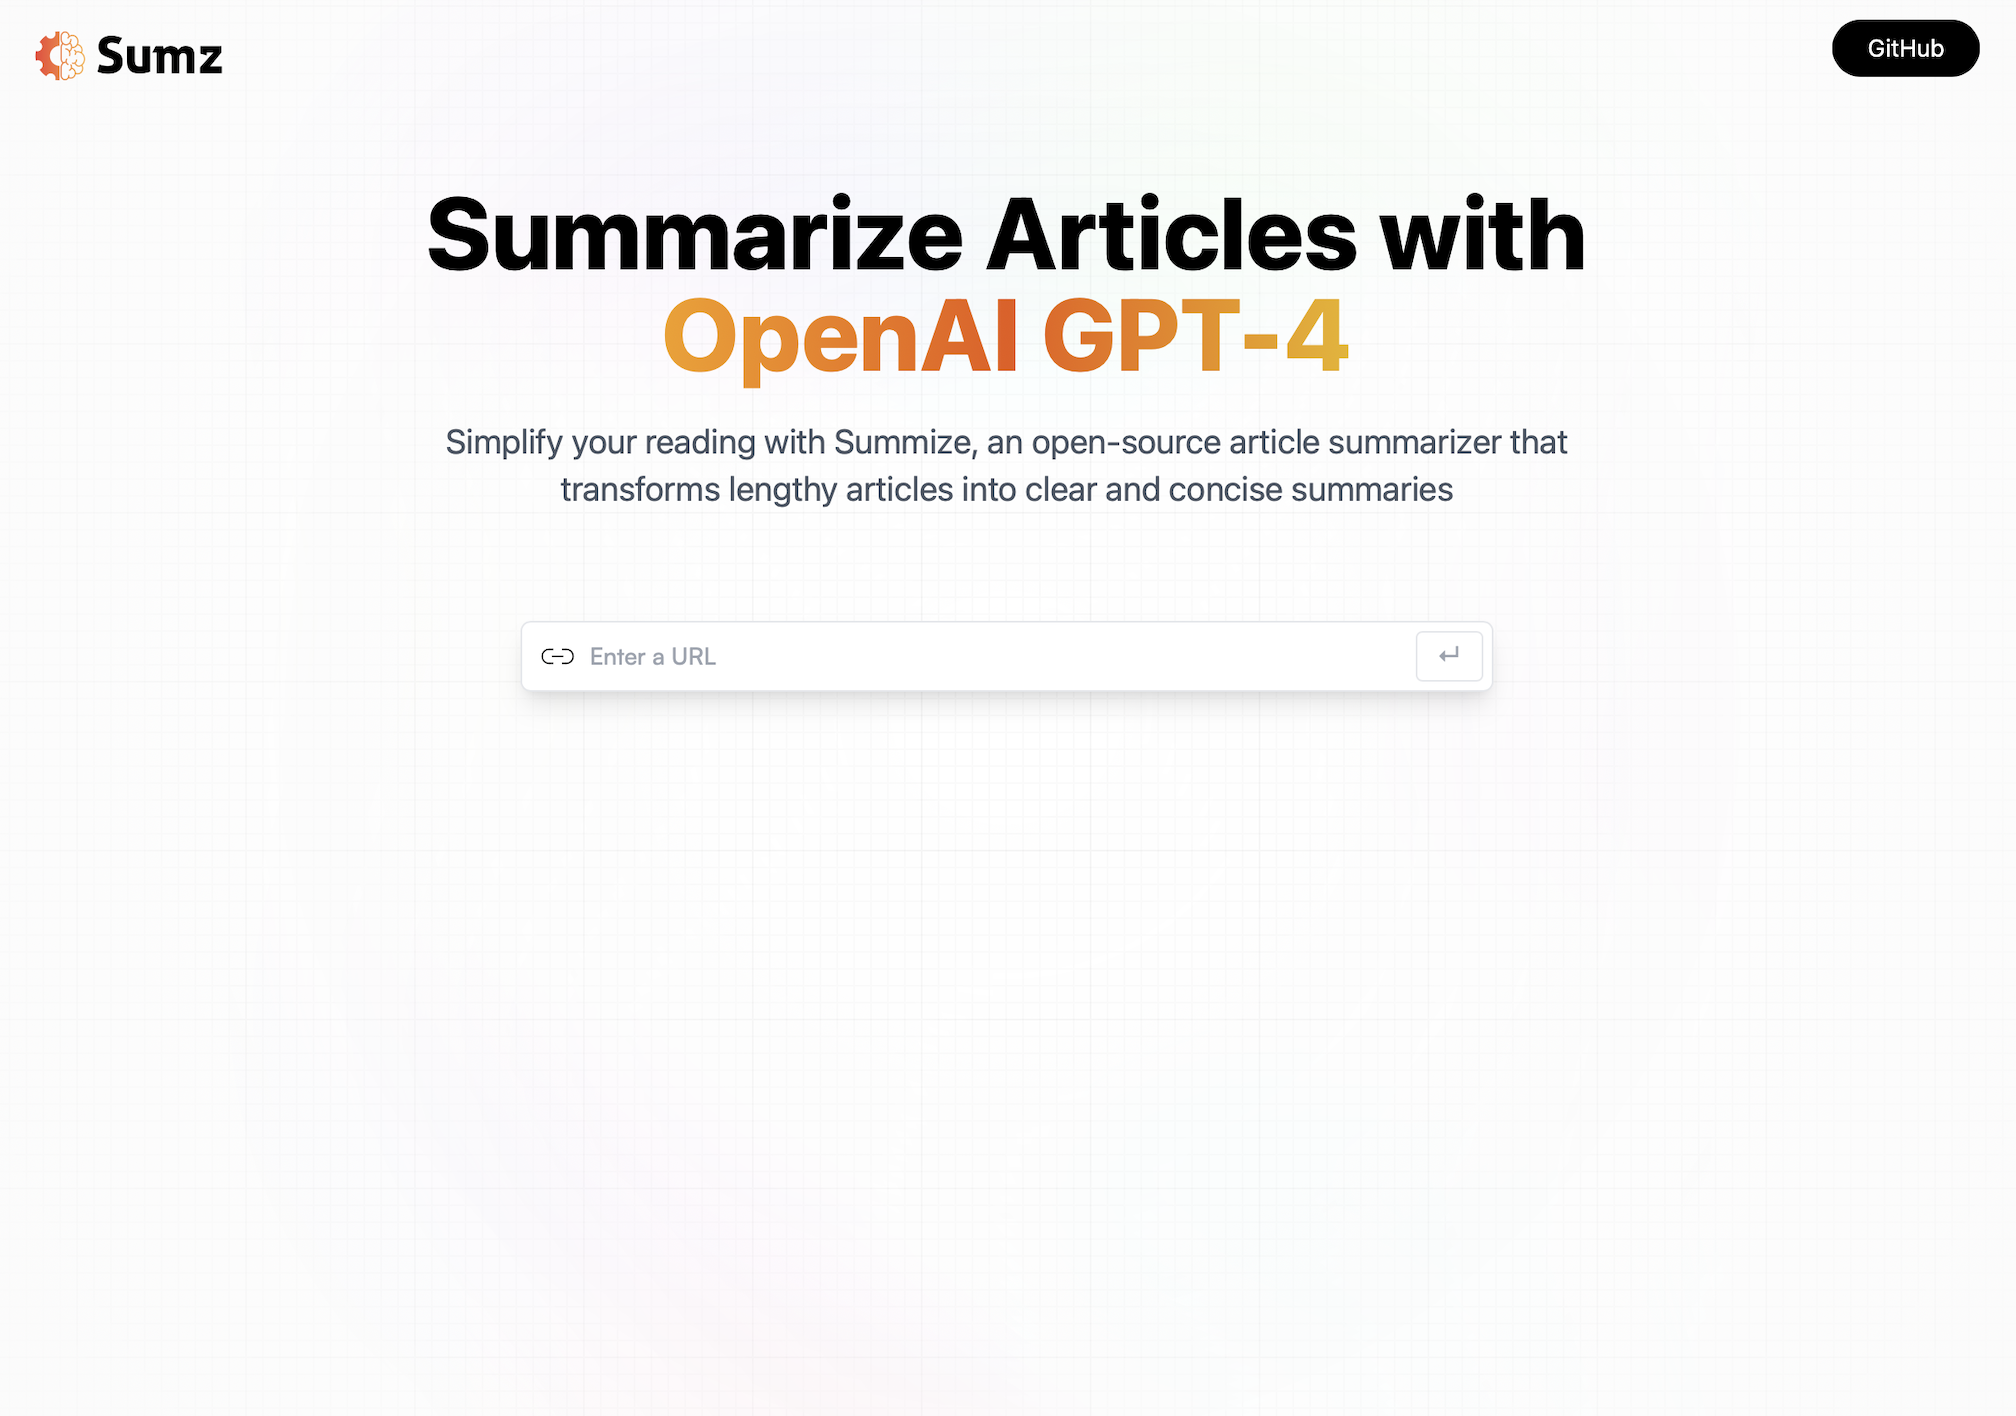 Sumz
GitHub
Summarize Articles with
OpenAI GPT-4
Simplify your reading with Summize, an open-source article summarizer that
transforms lengthy articles into clear and concise summaries
Enter a URL